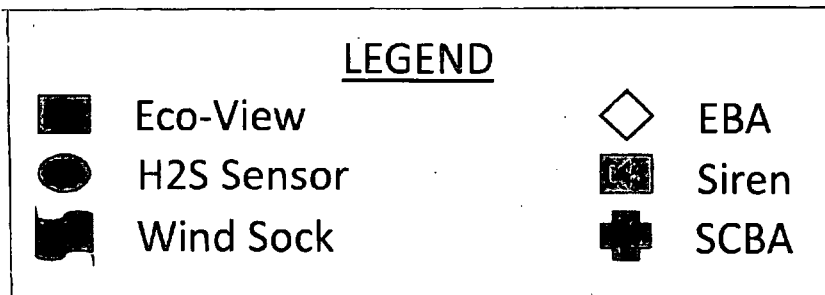 LEGEND
Eco-View
EBA
H2S Sensor
Siren
Wind Sock
SCBA